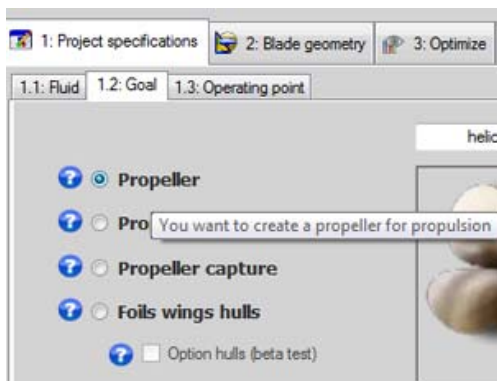 1: Project specifications 2: Blade geometry 3: Optimize
1.1: Fluid 1.2: Goal 1.3: Operating point
helic
Propeller
Pro You want to create a propeller for propulsion
Propeller capture
Foils wings hulls
Option hulls (beta test)